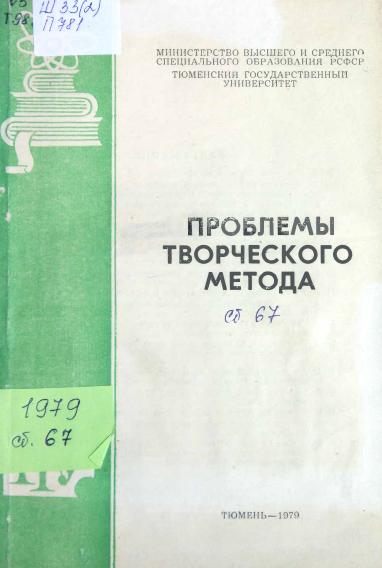 Ш 33(2)
П 781
Т 98
МИНИСТЕРСТВО ВЫСШЕГО И СРЕДНЕГО
СПЕЦИАЛЬНОГО ОБРАЗОВАНИЯ РСФСР
ТЮМЕНСКИЙ ГОСУДАРСТВЕННЫЙ
УНИВЕРСИТЕТ
ПРОБЛЕМЫ
ТВОРЧЕСКОГО
МЕТОДА
сб. 67
1979
сб. 67
ТЮМЕНЬ—1979